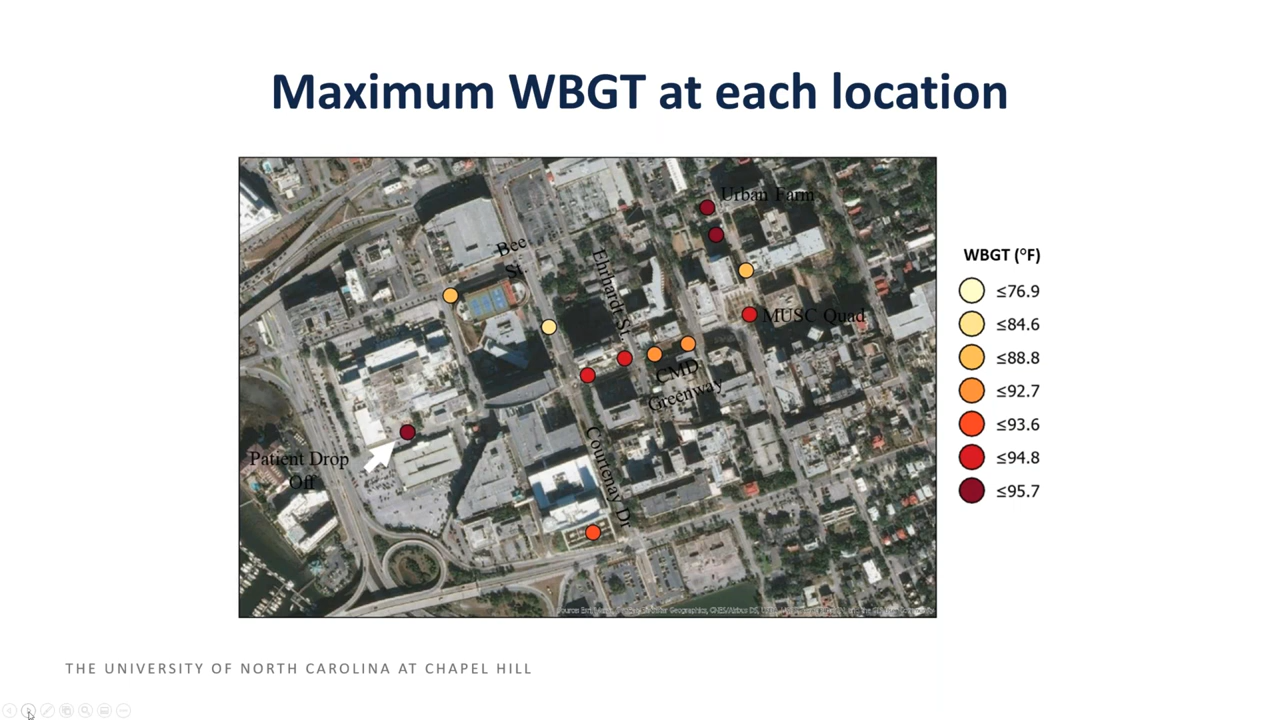 Maximum WBGT at each location
Urban Farm
Bee
St.
Ehrhardt St.
MUSC Quad
CMD
Greenway
Courtenay Dr
Patient Drop
Off
WBGT (°F)
≤76.9
≤84.6
≤88.8
≤92.7
≤93.6
≤94.8
≤95.7
THE UNIVERSITY OF NORTH CAROLINA AT CHAPEL HILL